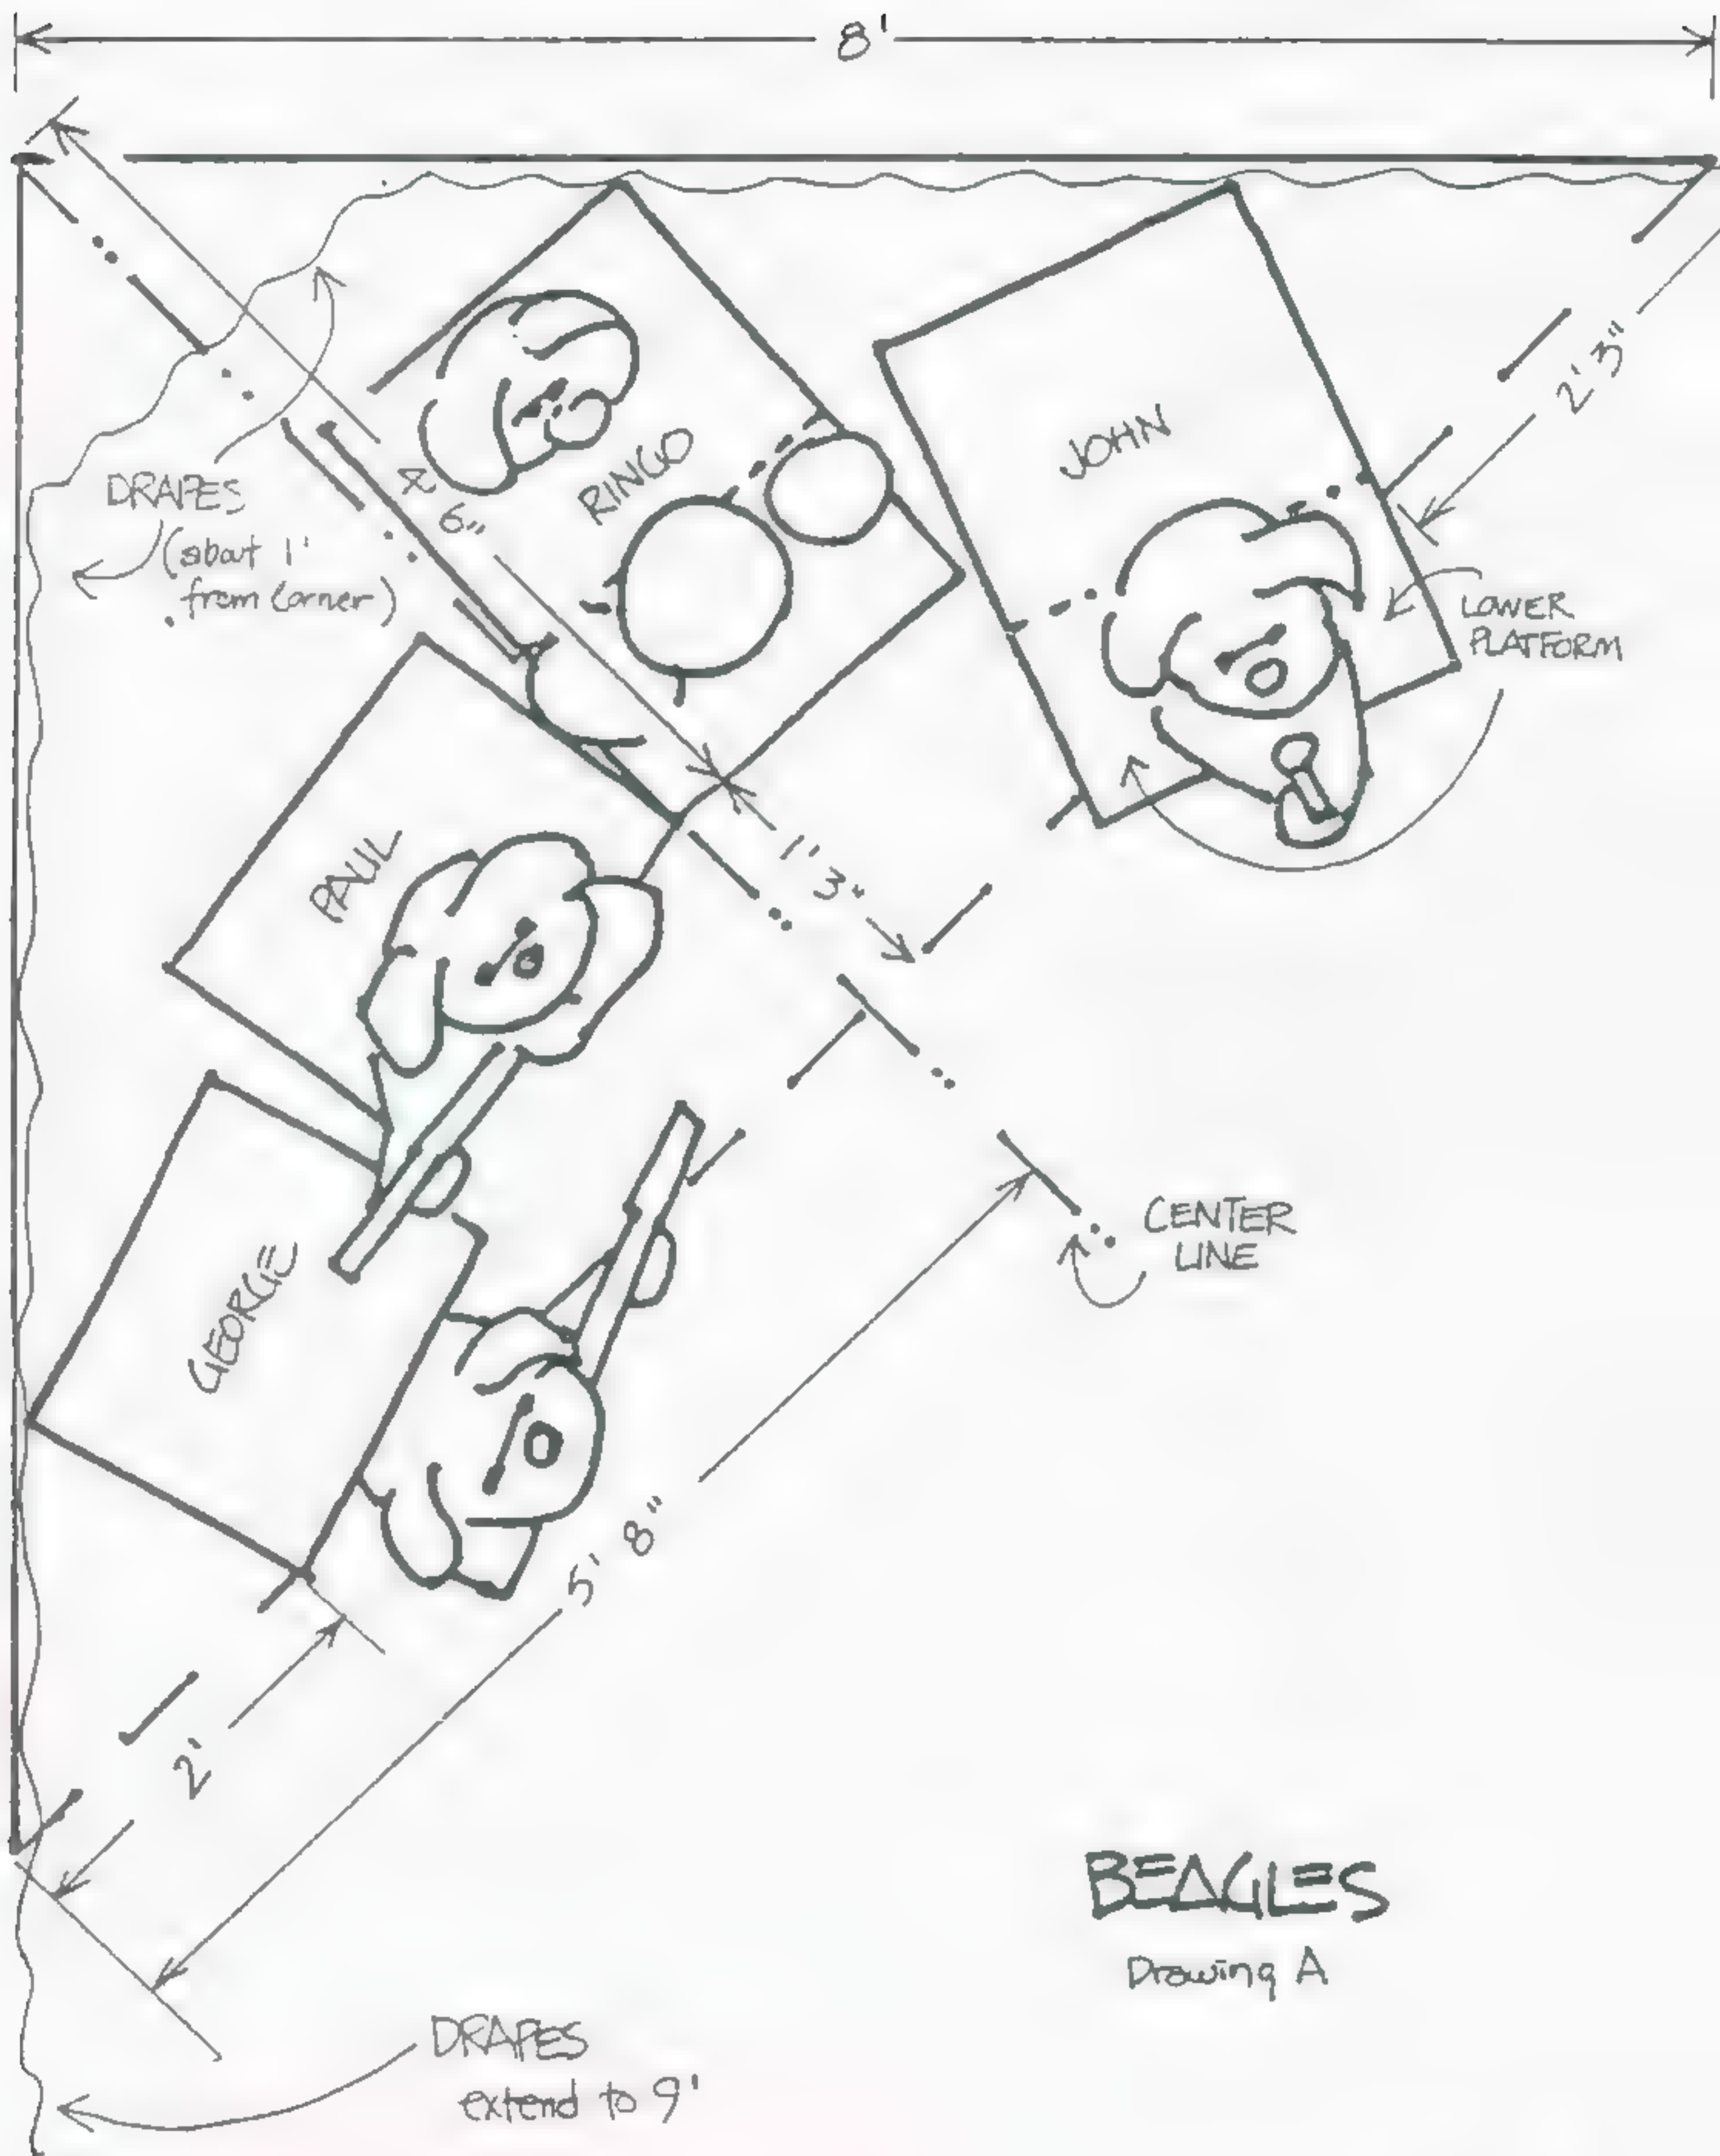 8'
2' 3"
JOHN
RINGO
4'
6"
DRAPES
(about 1'
from corner)
LOWER
PLATFORM
PAUL
1' 3"
CENTER
LINE
GEORGE
5' 8"
2'
BEAGLES
Drawing A
DRAPES
extend to 9'